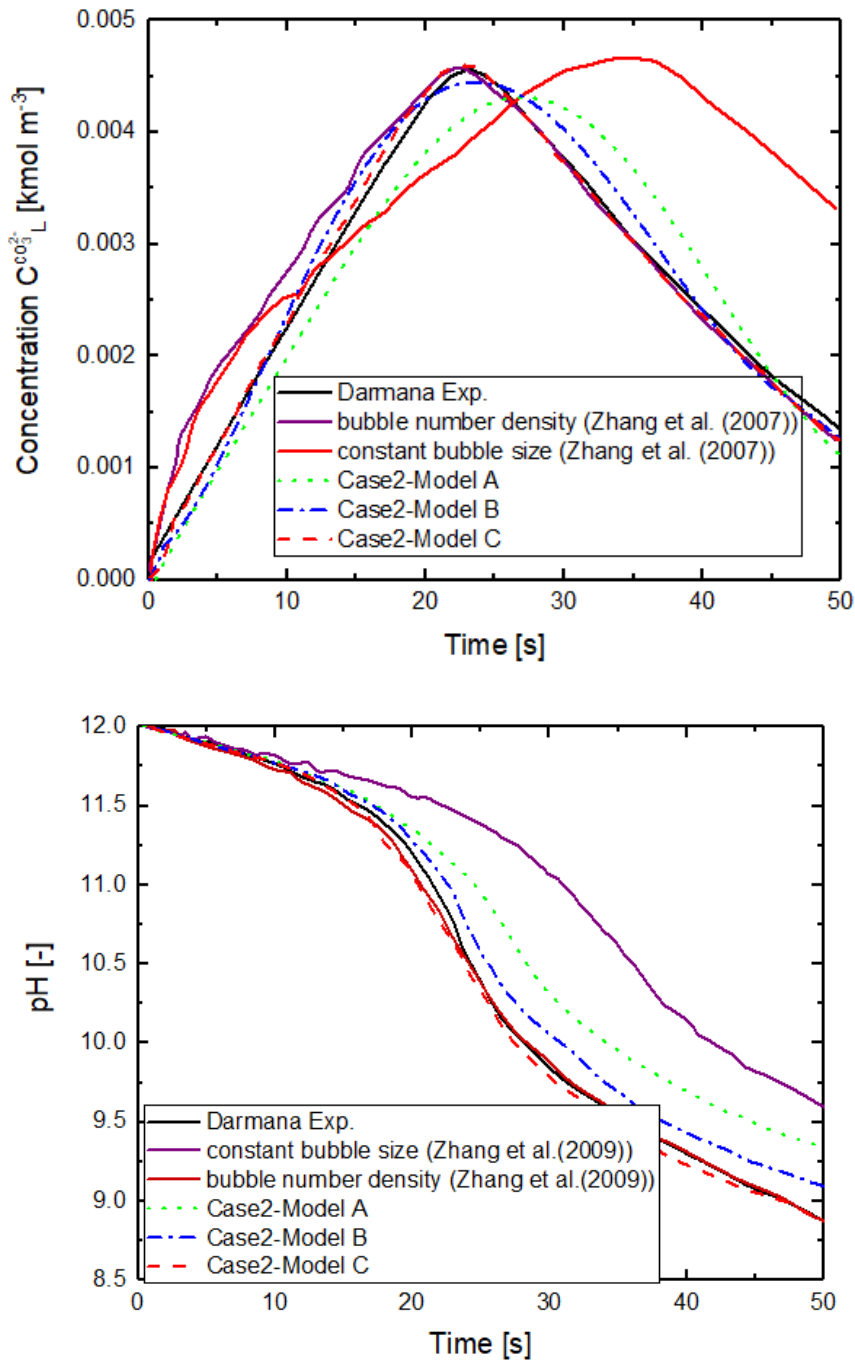 0.005
0.004
0.003
0.002
0.001
0.000
Concentration C^{CO_3^{2-}}_L [kmol m^{-3}]
Darmana Exp.
bubble number density (Zhang et al. (2007))
constant bubble size (Zhang et al. (2007))
Case2-Model A
Case2-Model B
Case2-Model C
0 10 20 30 40 50
Time [s]
12.0
11.5
11.0
10.5
10.0
9.5
9.0
8.5
pH [-]
Darmana Exp.
constant bubble size (Zhang et al.(2009))
bubble number density (Zhang et al.(2009))
Case2-Model A
Case2-Model B
Case2-Model C
0 10 20 30 40 50
Time [s]